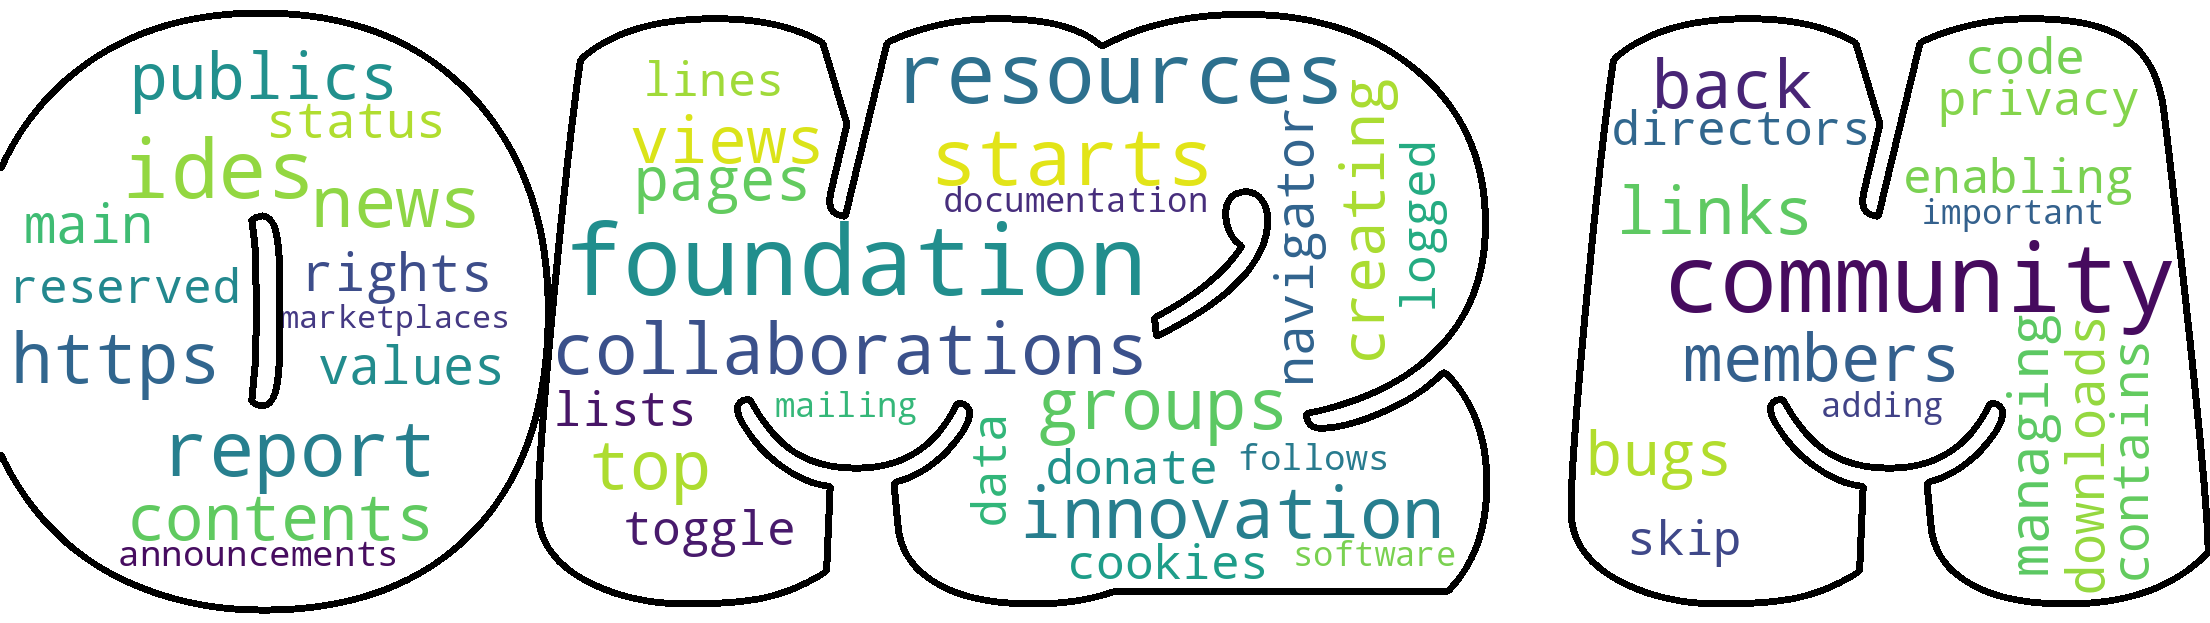 publics
status
ides
news
main
rights
reserved
marketplaces
https
values
report
contents
announcements
lines
resources
views
starts
pages
documentation
navigator
creating
logged
foundation
collaborations
lists
mailing
groups
top
data
donate
follows
innovation
toggle
cookies
software
back
code
directors
privacy
links
enabling
important
community
members
adding
managing
downloads
contains
bugs
skip